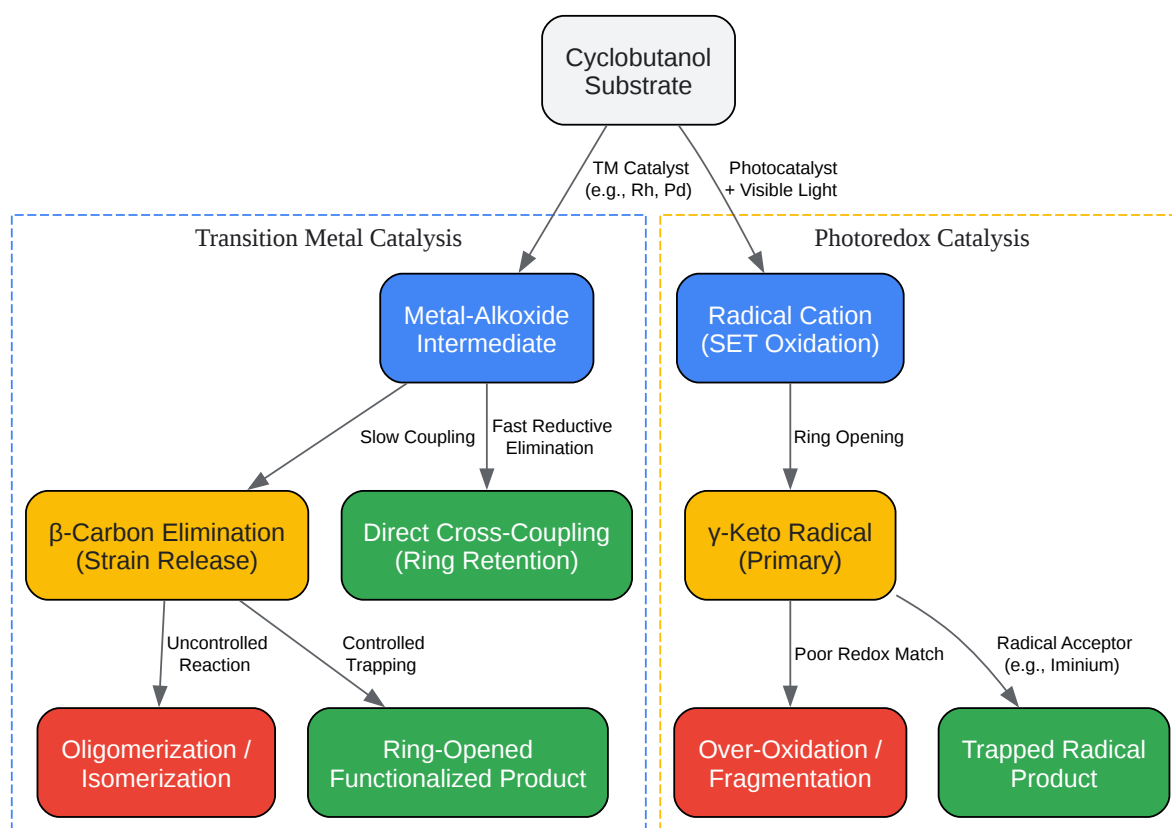 Cyclobutanol
Substrate
TM Catalyst
(e.g., Rh, Pd)
Photocatalyst
+ Visible Light
Transition Metal Catalysis
Photoredox Catalysis
Metal-Alkoxide
Intermediate
Radical Cation
(SET Oxidation)
Slow Coupling
Fast Reductive
Elimination
Ring Opening
β-Carbon Elimination
(Strain Release)
Direct Cross-Coupling
(Ring Retention)
γ-Keto Radical
(Primary)
Uncontrolled
Reaction
Controlled
Trapping
Poor Redox Match
Radical Acceptor
(e.g., Iminium)
Oligomerization /
Isomerization
Ring-Opened
Functionalized Product
Over-Oxidation /
Fragmentation
Trapped Radical
Product